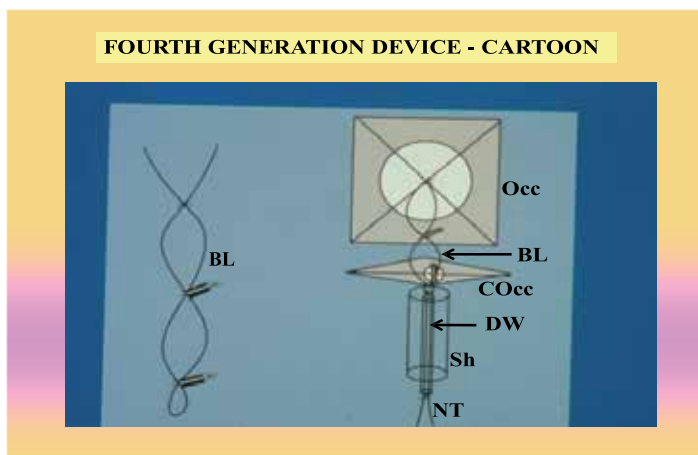 FOURTH GENERATION DEVICE - CARTOON
Occ
BL
BL
COcc
DW
Sh
NT